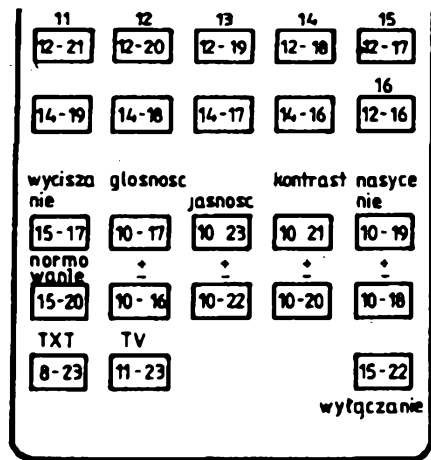 11 12 13 14 15
12-21 12-20 12-19 12-18 12-17
16
14-19 14-18 14-17 14-16 12-16
wycisza glosnosc kontrast nasyce
nie jasnosc nie
15-17 10-17 10 23 10 21 10-19
normo + + + +
wanie - - - -
15-20 10-16 10-22 10-20 10-18
TXT TV
8-23 11-23 15-22
wyłączanie